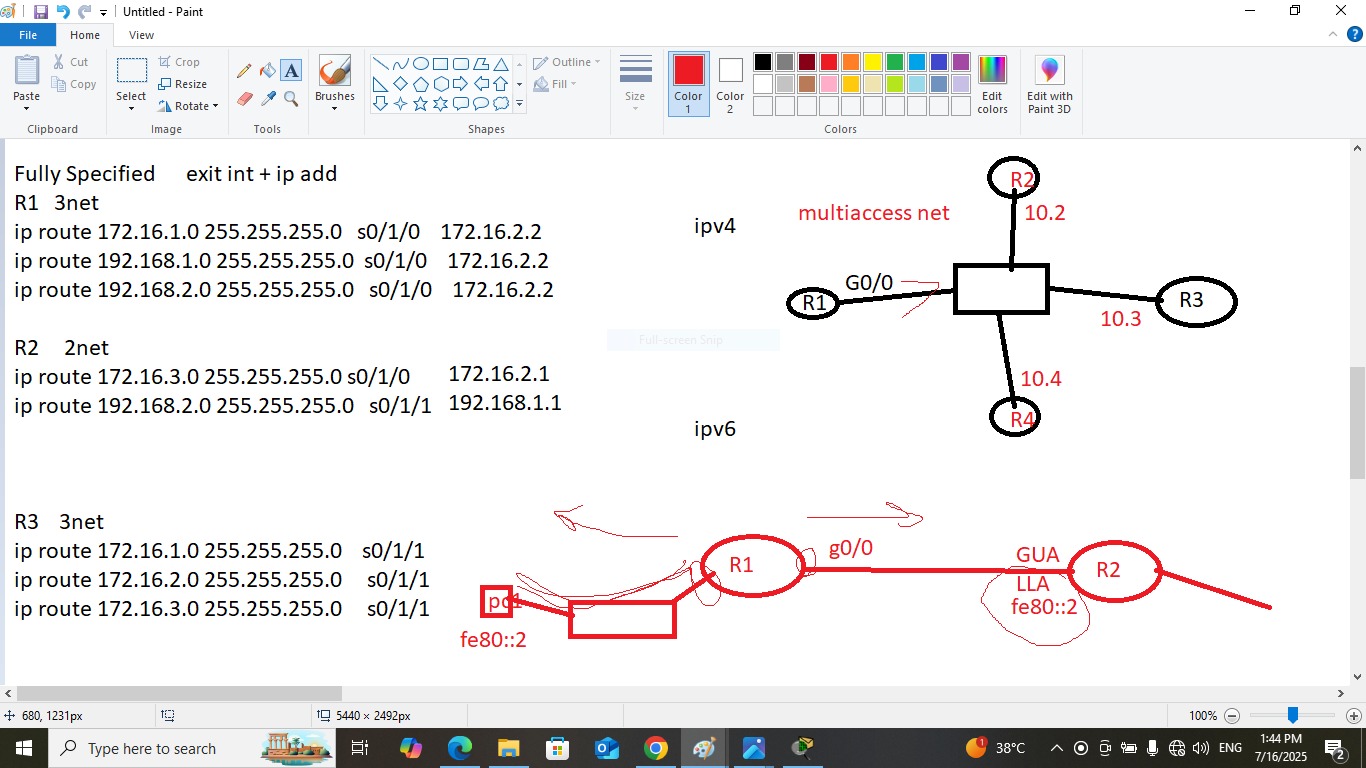 Untitled - Paint
File
Home
View
Paste
Cut
Copy
Clipboard
Select
Crop
Resize
Rotate
Image
A
Tools
Brushes
Shapes
Outline
Fill
Size
Color 1
Color 2
Edit colors
Colors
Edit with Paint 3D
Fully Specified exit int + ip add
R1 3net
ip route 172.16.1.0 255.255.255.0 s0/1/0 172.16.2.2
ip route 192.168.1.0 255.255.255.0 s0/1/0 172.16.2.2
ip route 192.168.2.0 255.255.255.0 s0/1/0 172.16.2.2
R2 2net
ip route 172.16.3.0 255.255.255.0 s0/1/0 172.16.2.1
ip route 192.168.2.0 255.255.255.0 s0/1/1 192.168.1.1
R3 3net
ip route 172.16.1.0 255.255.255.0 s0/1/1
ip route 172.16.2.0 255.255.255.0 s0/1/1
ip route 172.16.3.0 255.255.255.0 s0/1/1
Full-screen Snip
ipv4
multiaccess net
R2
10.2
R1
G0/0
R3
10.3
10.4
R4
ipv6
R1
g0/0
GUA
LLA
fe80::2
R2
pc1
fe80::2
680, 1231px
5440 × 2492px
100%
Type here to search
1
38°C
ENG
1:44 PM
7/16/2025
2